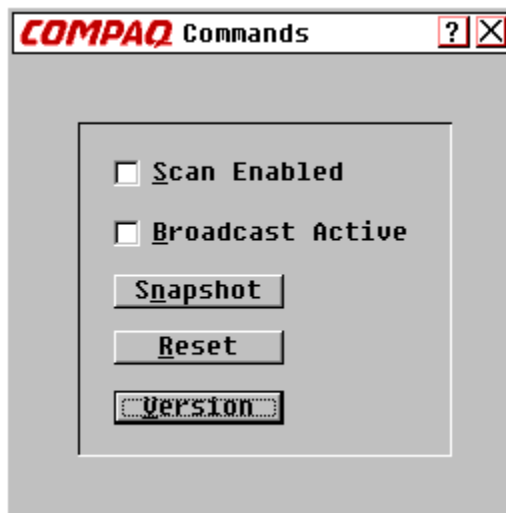 COMPAQ Commands ? X
Scan Enabled
Broadcast Active
Snapshot
Reset
Version